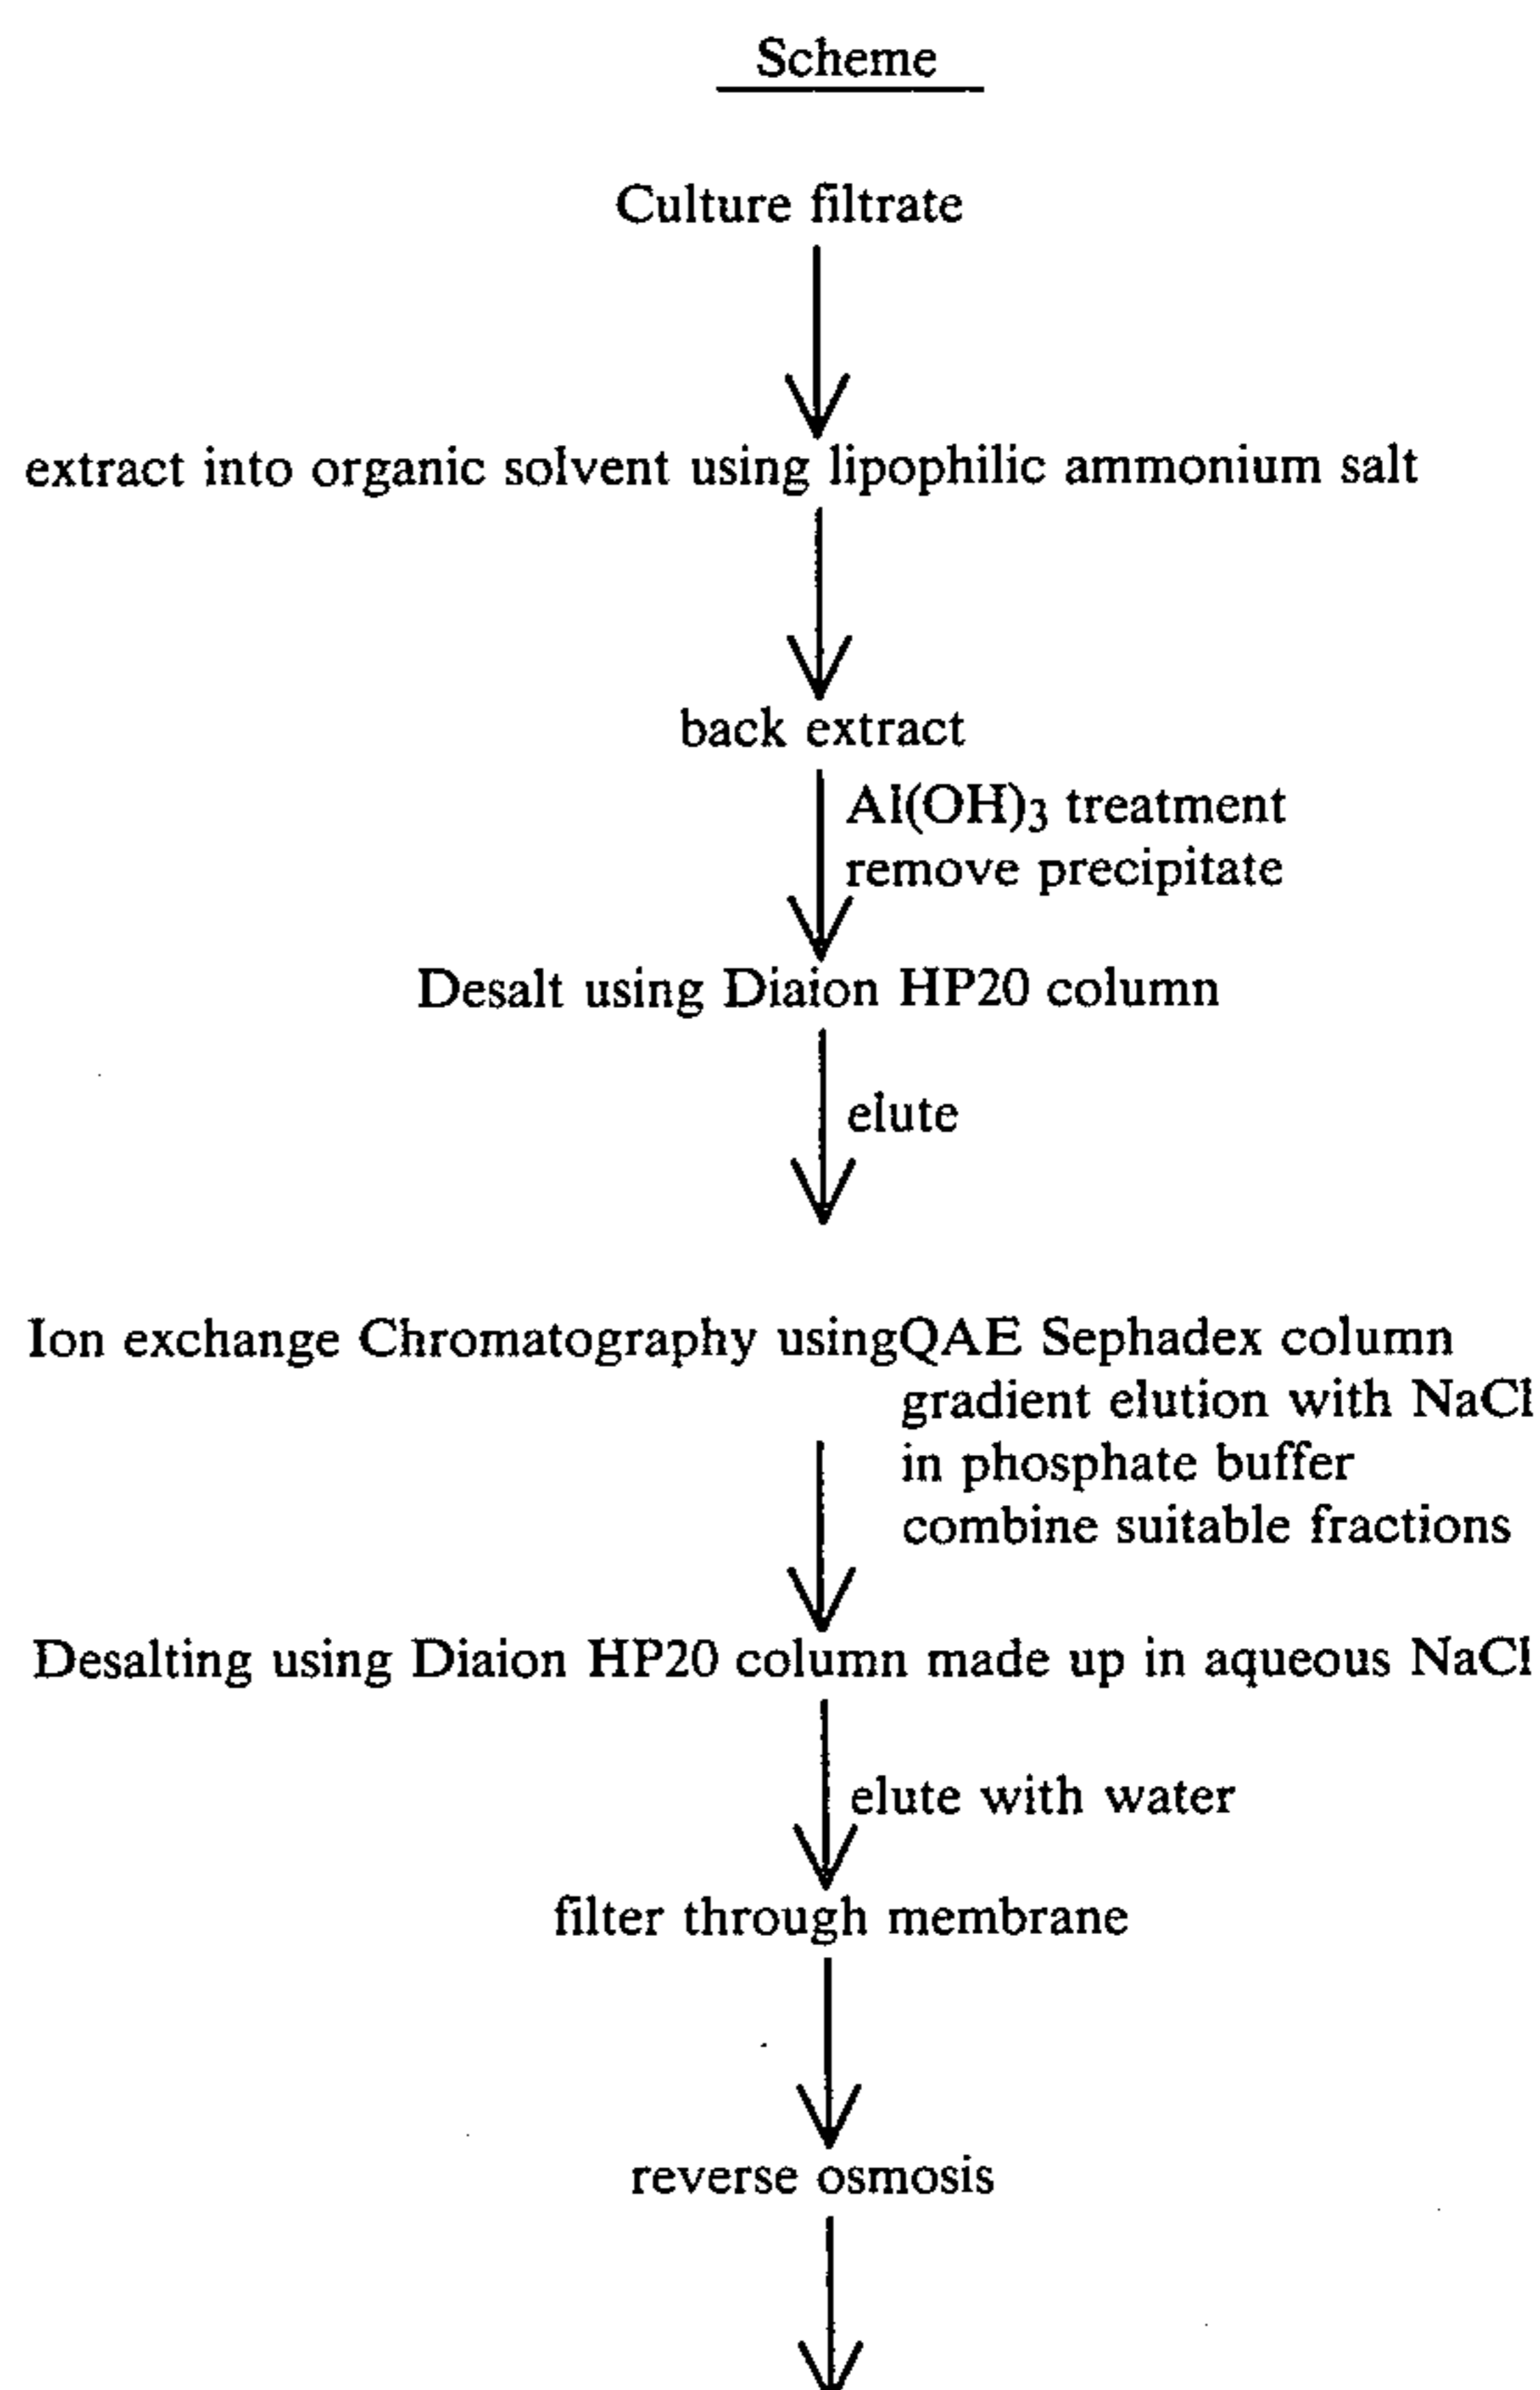 Scheme
Culture filtrate
extract into organic solvent using lipophilic ammonium salt
back extract
Al(OH)₃ treatment
remove precipitate
Desalt using Diaion HP20 column
elute
Ion exchange Chromatography usingQAE Sephadex column
gradient elution with NaCl
in phosphate buffer
combine suitable fractions
Desalting using Diaion HP20 column made up in aqueous NaCl
elute with water
filter through membrane
reverse osmosis